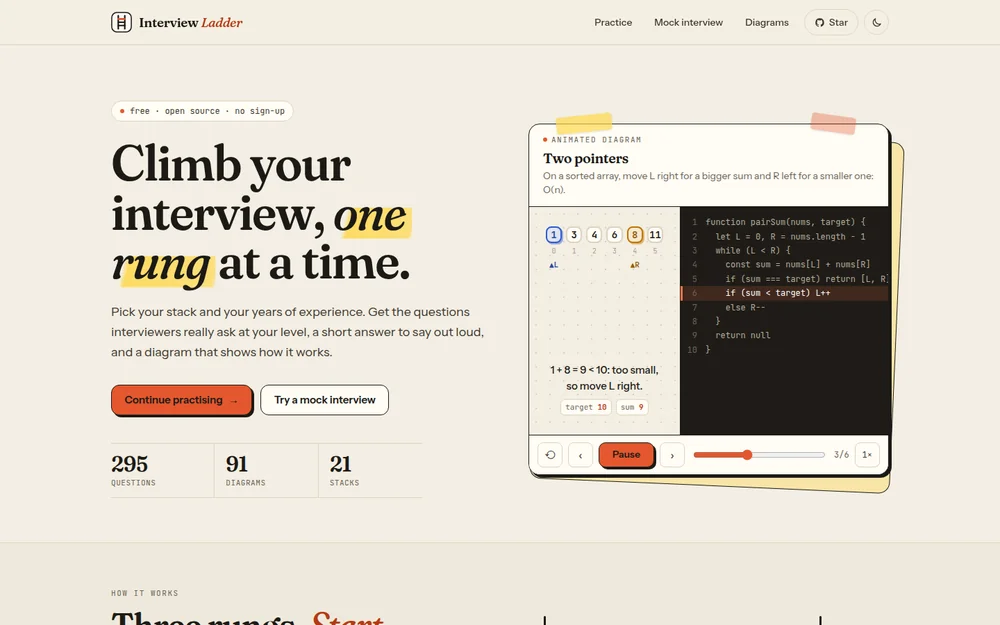 Interview Ladder
Practice
Mock interview
Diagrams
Star
free · open source · no sign-up
Climb your
interview, one
rung at a time.
Pick your stack and your years of experience. Get the questions
interviewers really ask at your level, a short answer to say out loud,
and a diagram that shows how it works.
Continue practising →
Try a mock interview
295
QUESTIONS
91
DIAGRAMS
21
STACKS
ANIMATED DIAGRAM
Two pointers
On a sorted array, move L right for a bigger sum and R left for a smaller one:
O(n).
1 3 4 6 8 11
0 1 2 3 4 5
▲L ▲R
1 + 8 = 9 < 10: too small,
so move L right.
target 10
sum 9
1 function pairSum(nums, target) {
2 let L = 0, R = nums.length - 1
3 while (L < R) {
4 const sum = nums[L] + nums[R]
5 if (sum === target) return [L, R]
6 if (sum < target) L++
7 else R--
8 }
9 return null
10 }
‹
Pause
›
3/6
1×
HOW IT WORKS
Three rungs. Start